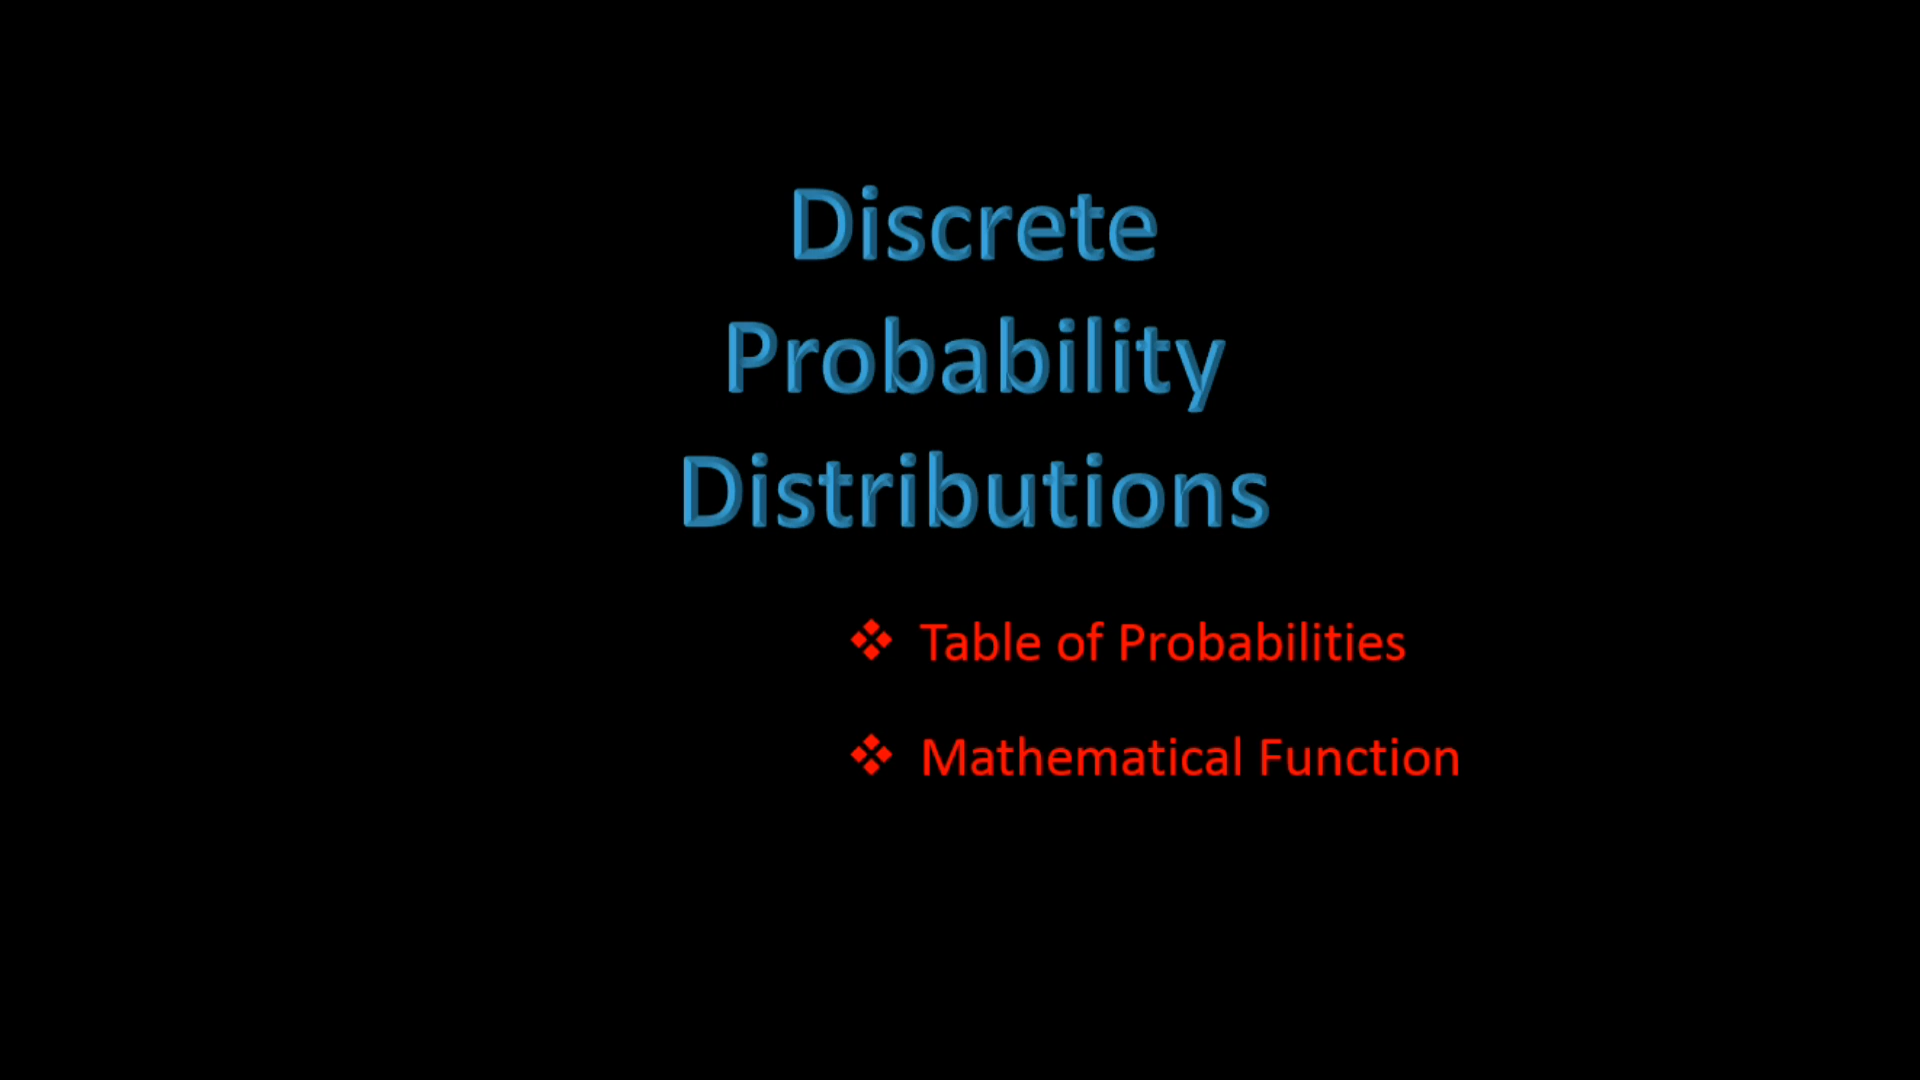 Discrete
Probability
Distributions
❖ Table of Probabilities
❖ Mathematical Function